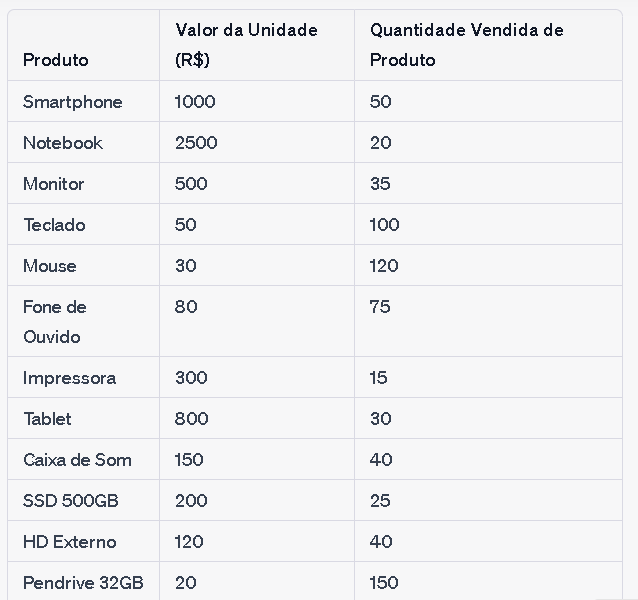 Produto Valor da Unidade (R$) Quantidade Vendida de Produto
Smartphone 1000 50
Notebook 2500 20
Monitor 500 35
Teclado 50 100
Mouse 30 120
Fone de Ouvido 80 75
Impressora 300 15
Tablet 800 30
Caixa de Som 150 40
SSD 500GB 200 25
HD Externo 120 40
Pendrive 32GB 20 150